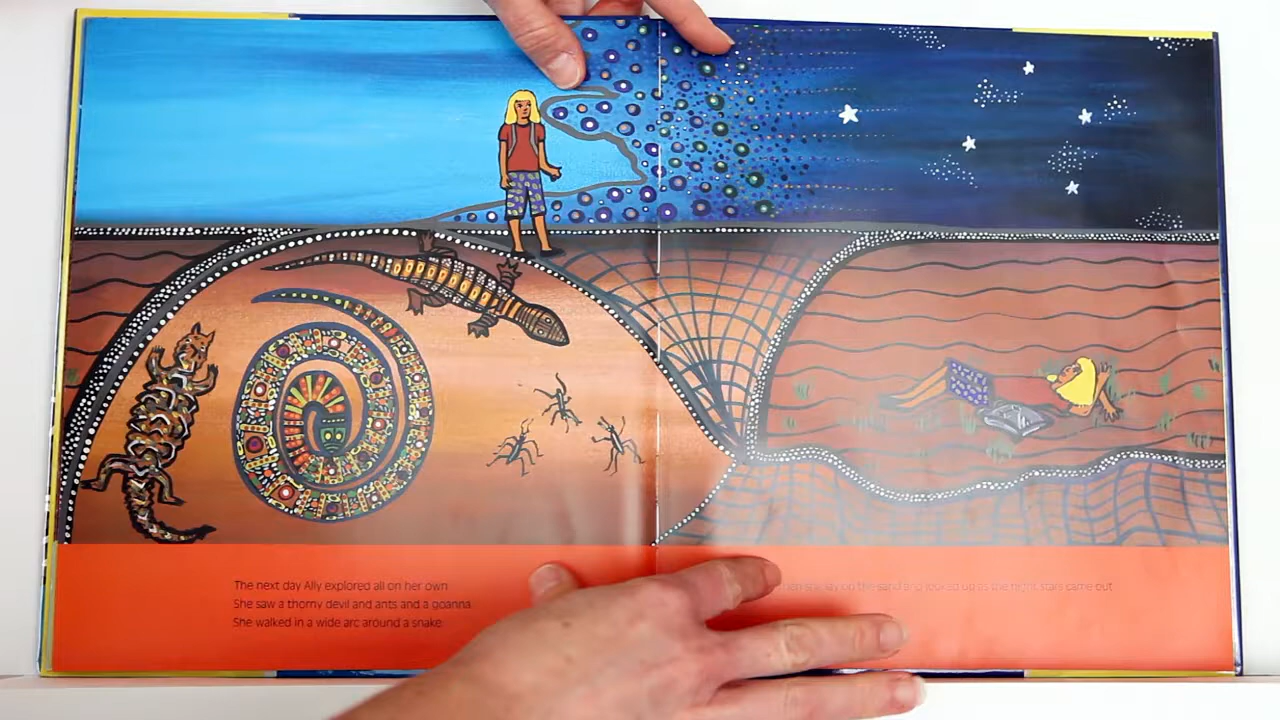 The next day Ally explored all on her own
She saw a thorny devil and ants and a goanna.
She walked in a wide arc around a snake.
then she lay on the sand and looked up as the night stars came out